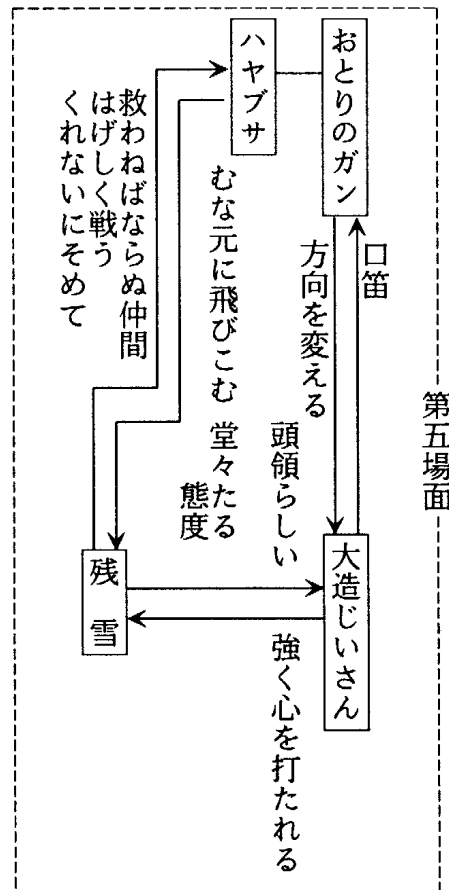 第五場面
おとりのガン
口笛
方向を変える
大造じいさん
ハヤブサ
むな元に飛びこむ
頭領らしい
堂々たる
態度
強く心を打たれる
救わねばならぬ仲間
はげしく戦う
くれないにそめて
残雪